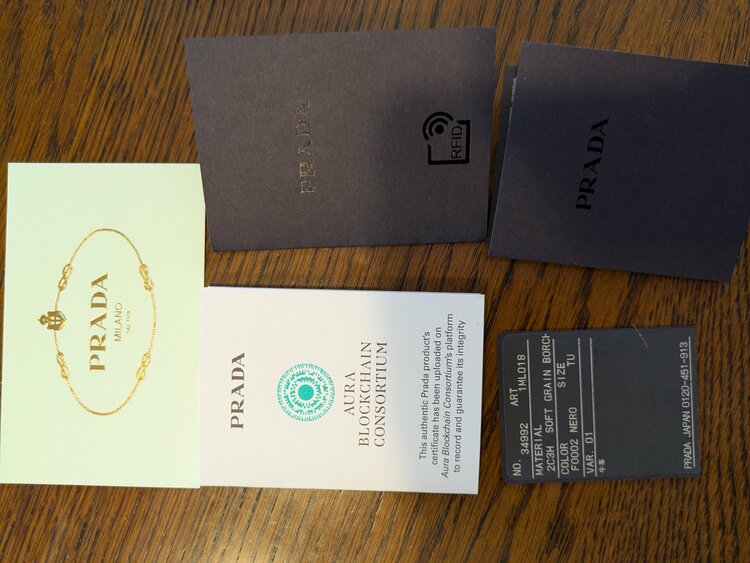 PRADA
MILANO
DAL 1913
PRADA
RFID
PRADA
PRADA
AURA
BLOCKCHAIN
CONSORTIUM
This authentic Prada product's
certificate has been uploaded on
Aura Blockchain Consortium's platform
to record and guarantee its integrity
NO. 34992 ART 1ML018
MATERIAL
2C3H SOFT GRAIN BORCH
COLOR SIZE
F0002 NERO TU
VAR. 01
牛革
PRADA JAPAN 0120-451-913